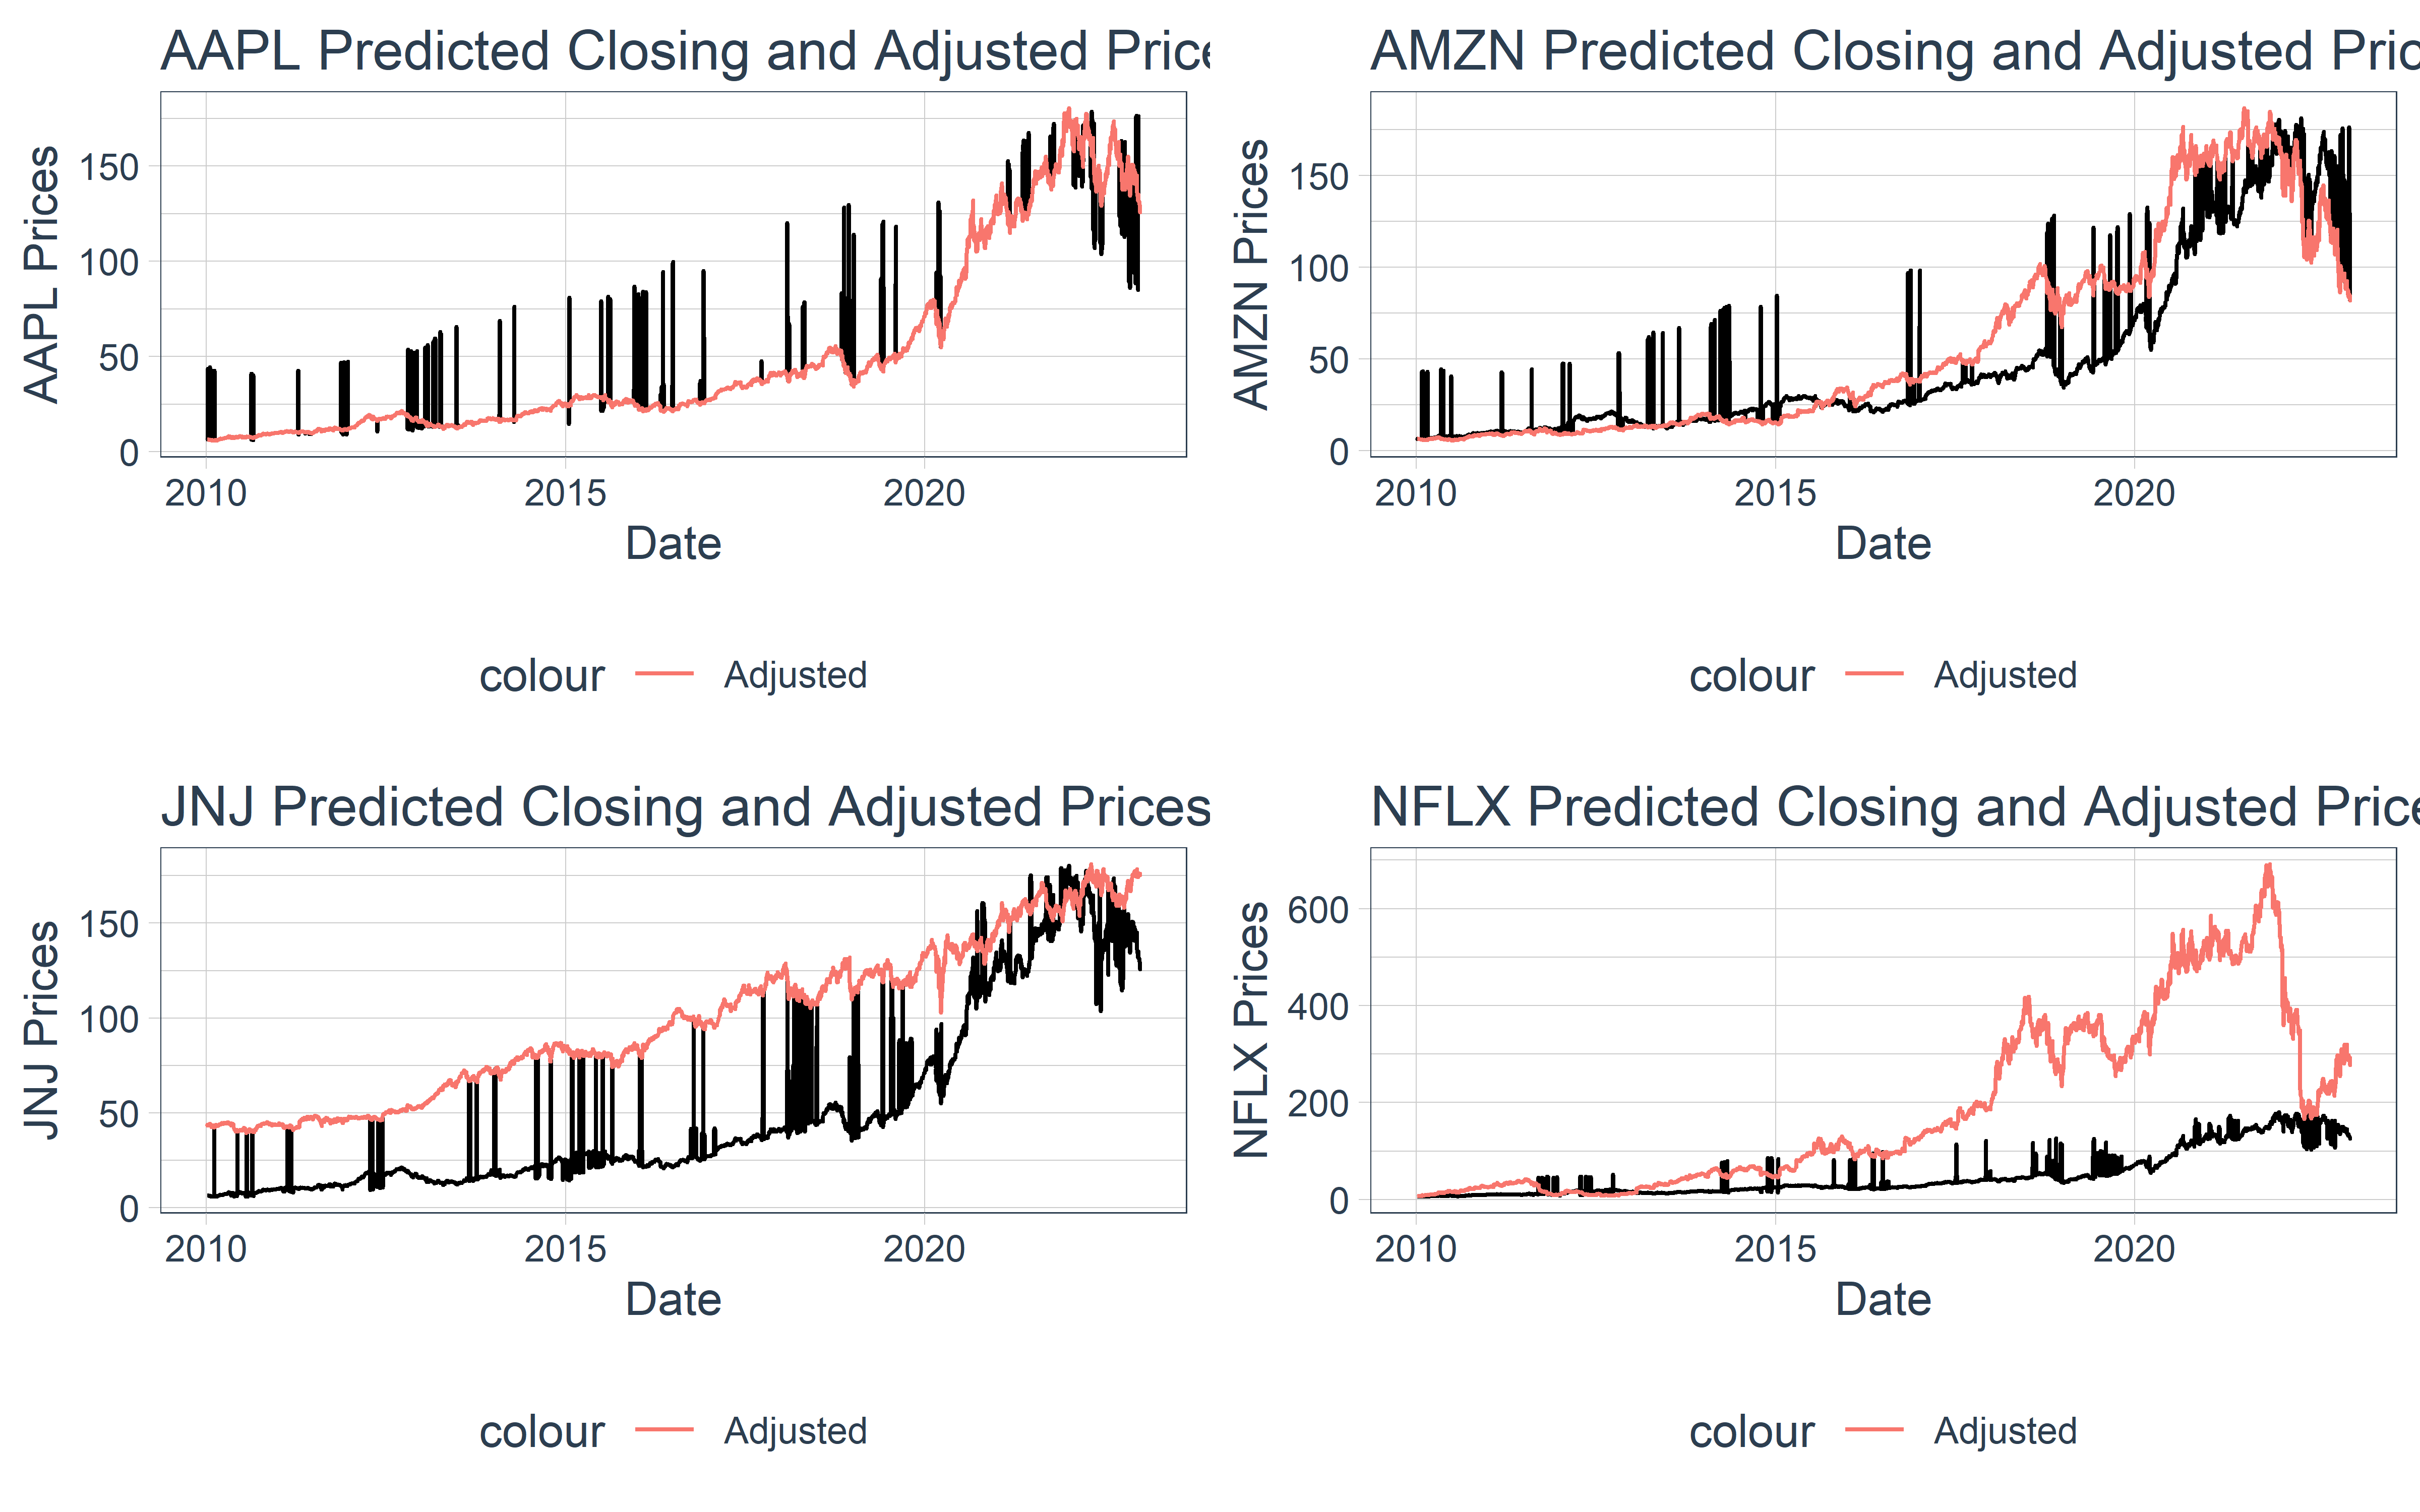 AAPL Predicted Closing and Adjusted Price
AAPL Prices
150
100
50
0
2010 2015 2020
Date
colour Adjusted
AMZN Predicted Closing and Adjusted Pric
AMZN Prices
150
100
50
0
2010 2015 2020
Date
colour Adjusted
JNJ Predicted Closing and Adjusted Prices
JNJ Prices
150
100
50
0
2010 2015 2020
Date
colour Adjusted
NFLX Predicted Closing and Adjusted Price
NFLX Prices
600
400
200
0
2010 2015 2020
Date
colour Adjusted